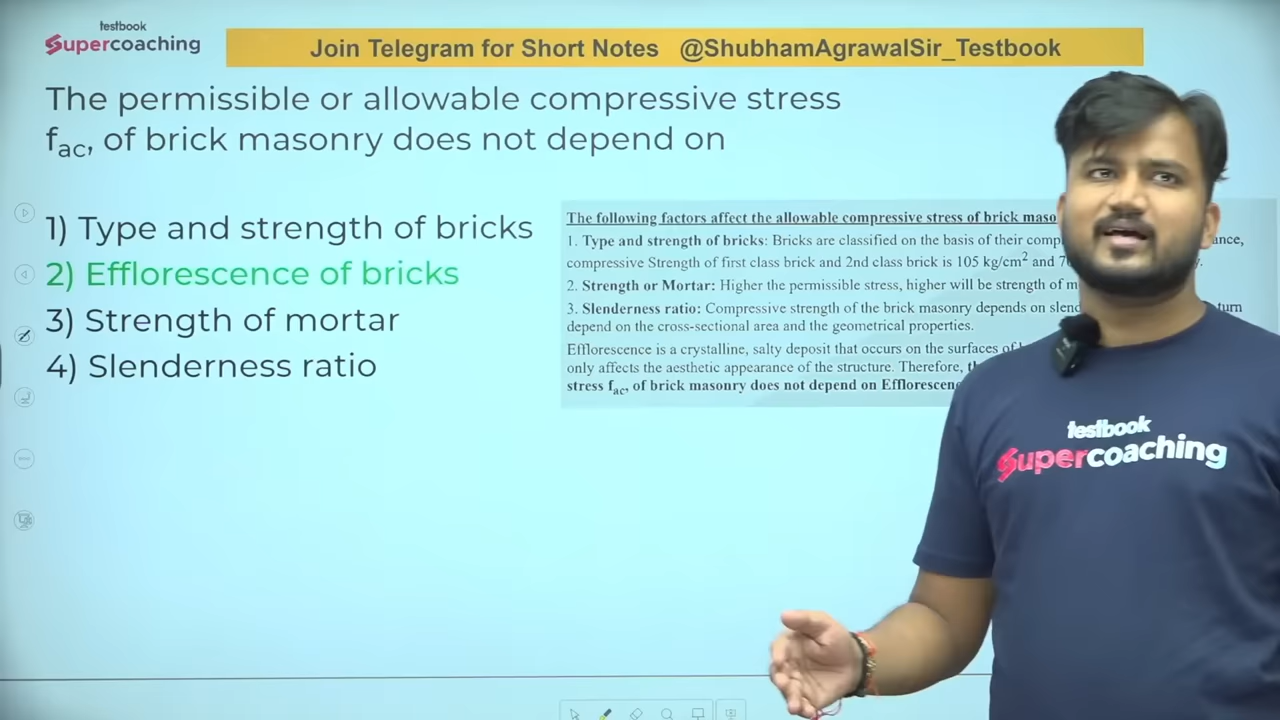 testbook
Supercoaching
Join Telegram for Short Notes @ShubhamAgrawalSir_Testbook
The permissible or allowable compressive stress
fac, of brick masonry does not depend on
1) Type and strength of bricks
2) Efflorescence of bricks
3) Strength of mortar
4) Slenderness ratio
The following factors affect the allowable compressive stress of brick
1. Type and strength of bricks: Bricks are classified on the basis of their
compressive Strength of first class brick and 2nd class brick is 105 kg/cm2 and
2. Strength or Mortar: Higher the permissible stress, higher will be strength of
3. Slenderness ratio: Compressive strength of the brick masonry depends on turn
depend on the cross-sectional area and the geometrical properties.
Efflorescence is a crystalline, salty deposit that occurs on the surfaces of
only affects the aesthetic appearance of the structure. Therefore,
stress fac, of brick masonry does not depend on
testbook
Supercoaching